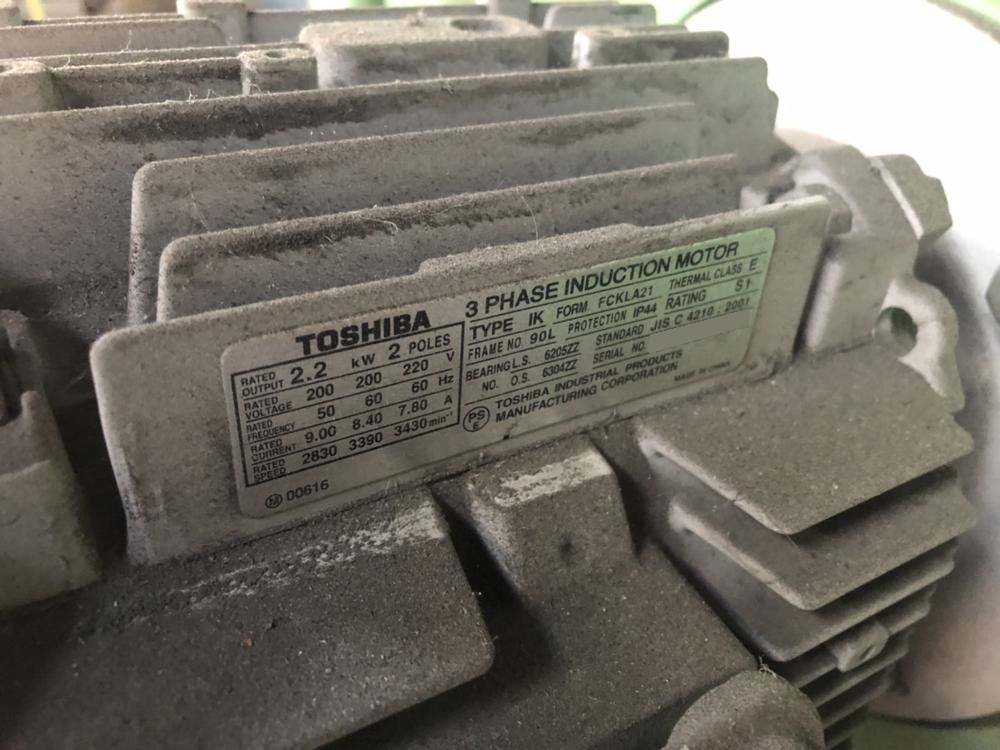 TOSHIBA
RATED OUTPUT 2.2 kW 2 POLES
RATED VOLTAGE 200 200 220 V
RATED FREQUENCY 50 60 60 Hz
RATED CURRENT 9.00 8.40 7.80 A
RATED SPEED 2830 3390 3430 min⁻¹
M 00616
3 PHASE INDUCTION MOTOR
TYPE IK FORM FCKLA21 THERMAL CLASS E
FRAME NO. 90L PROTECTION IP44 RATING S1
BEARING L.S. 6205ZZ STANDARD JIS C 4210 : 2001
NO. O.S. 6304ZZ SERIAL NO.
PS E TOSHIBA INDUSTRIAL PRODUCTS
MANUFACTURING CORPORATION
MADE IN CHINA